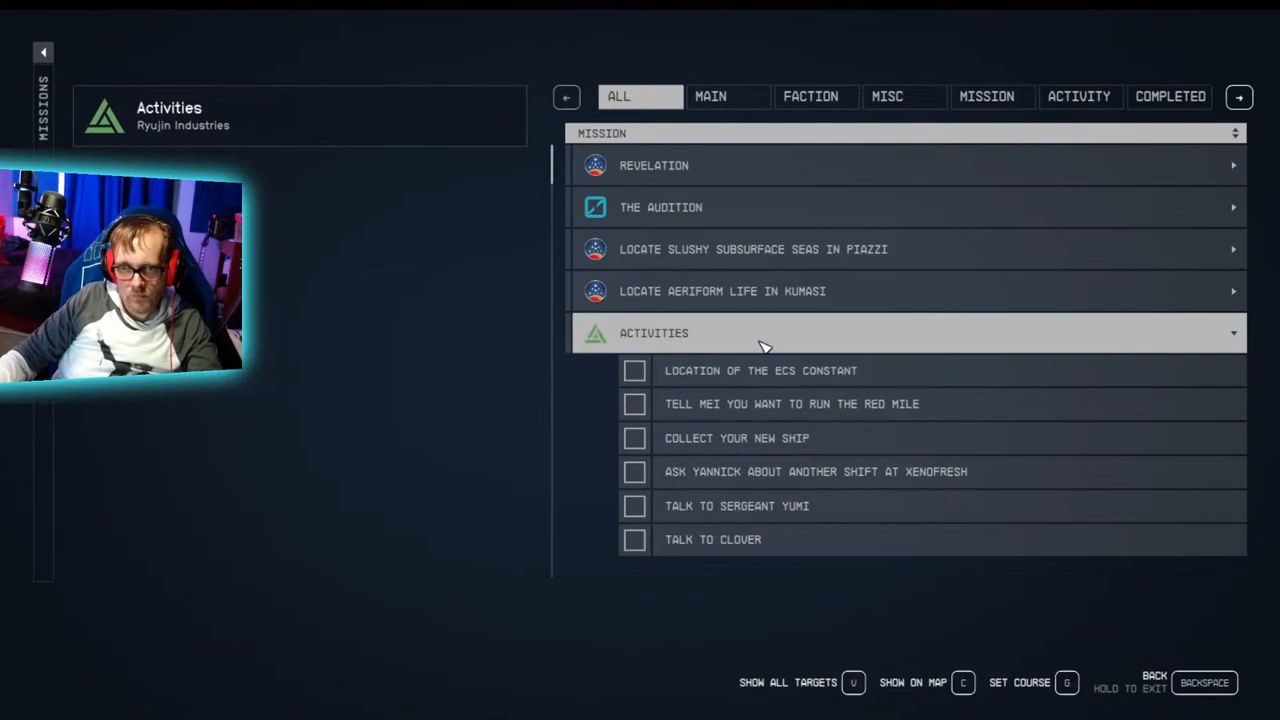 MISSIONS
Activities
Ryujin Industries
ALL
MAIN
FACTION
MISC
MISSION
ACTIVITY
COMPLETED
MISSION
REVELATION
THE AUDITION
LOCATE SLUSHY SUBSURFACE SEAS IN PIAZZI
LOCATE AERIFORM LIFE IN KUMASI
ACTIVITIES
LOCATION OF THE ECS CONSTANT
TELL MEI YOU WANT TO RUN THE RED MILE
COLLECT YOUR NEW SHIP
ASK YANNICK ABOUT ANOTHER SHIFT AT XENOFRESH
TALK TO SERGEANT YUMI
TALK TO CLOVER
SHOW ALL TARGETS V
SHOW ON MAP C
SET COURSE G
BACK
HOLD TO EXIT
BACKSPACE